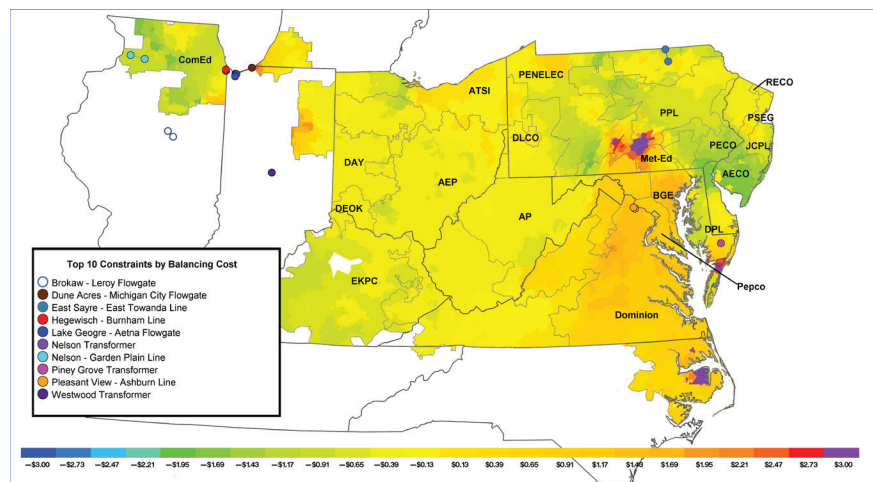 ComEd
PENELEC
ATSI
RECO
PPL
PSEG
DLCO
PECO
JCPL
Met-Ed
DAY
AECO
AEP
DEOK
BGE
AP
DPL
EKPC
Pepco
Dominion
Top 10 Constraints by Balancing Cost
Brokaw - Leroy Flowgate
Dune Acres - Michigan City Flowgate
East Sayre - East Towanda Line
Hegewisch - Burnham Line
Lake Geogre - Aetna Flowgate
Nelson Transformer
Nelson - Garden Plain Line
Piney Grove Transformer
Pleasant View - Ashburn Line
Westwood Transformer
-$3.00 -$2.73 -$2.47 -$2.21 -$1.95 -$1.69 -$1.43 -$1.17 -$0.91 -$0.65 -$0.39 -$0.13 $0.13 $0.39 $0.65 $0.91 $1.17 $1.43 $1.69 $1.95 $2.21 $2.47 $2.73 $3.00